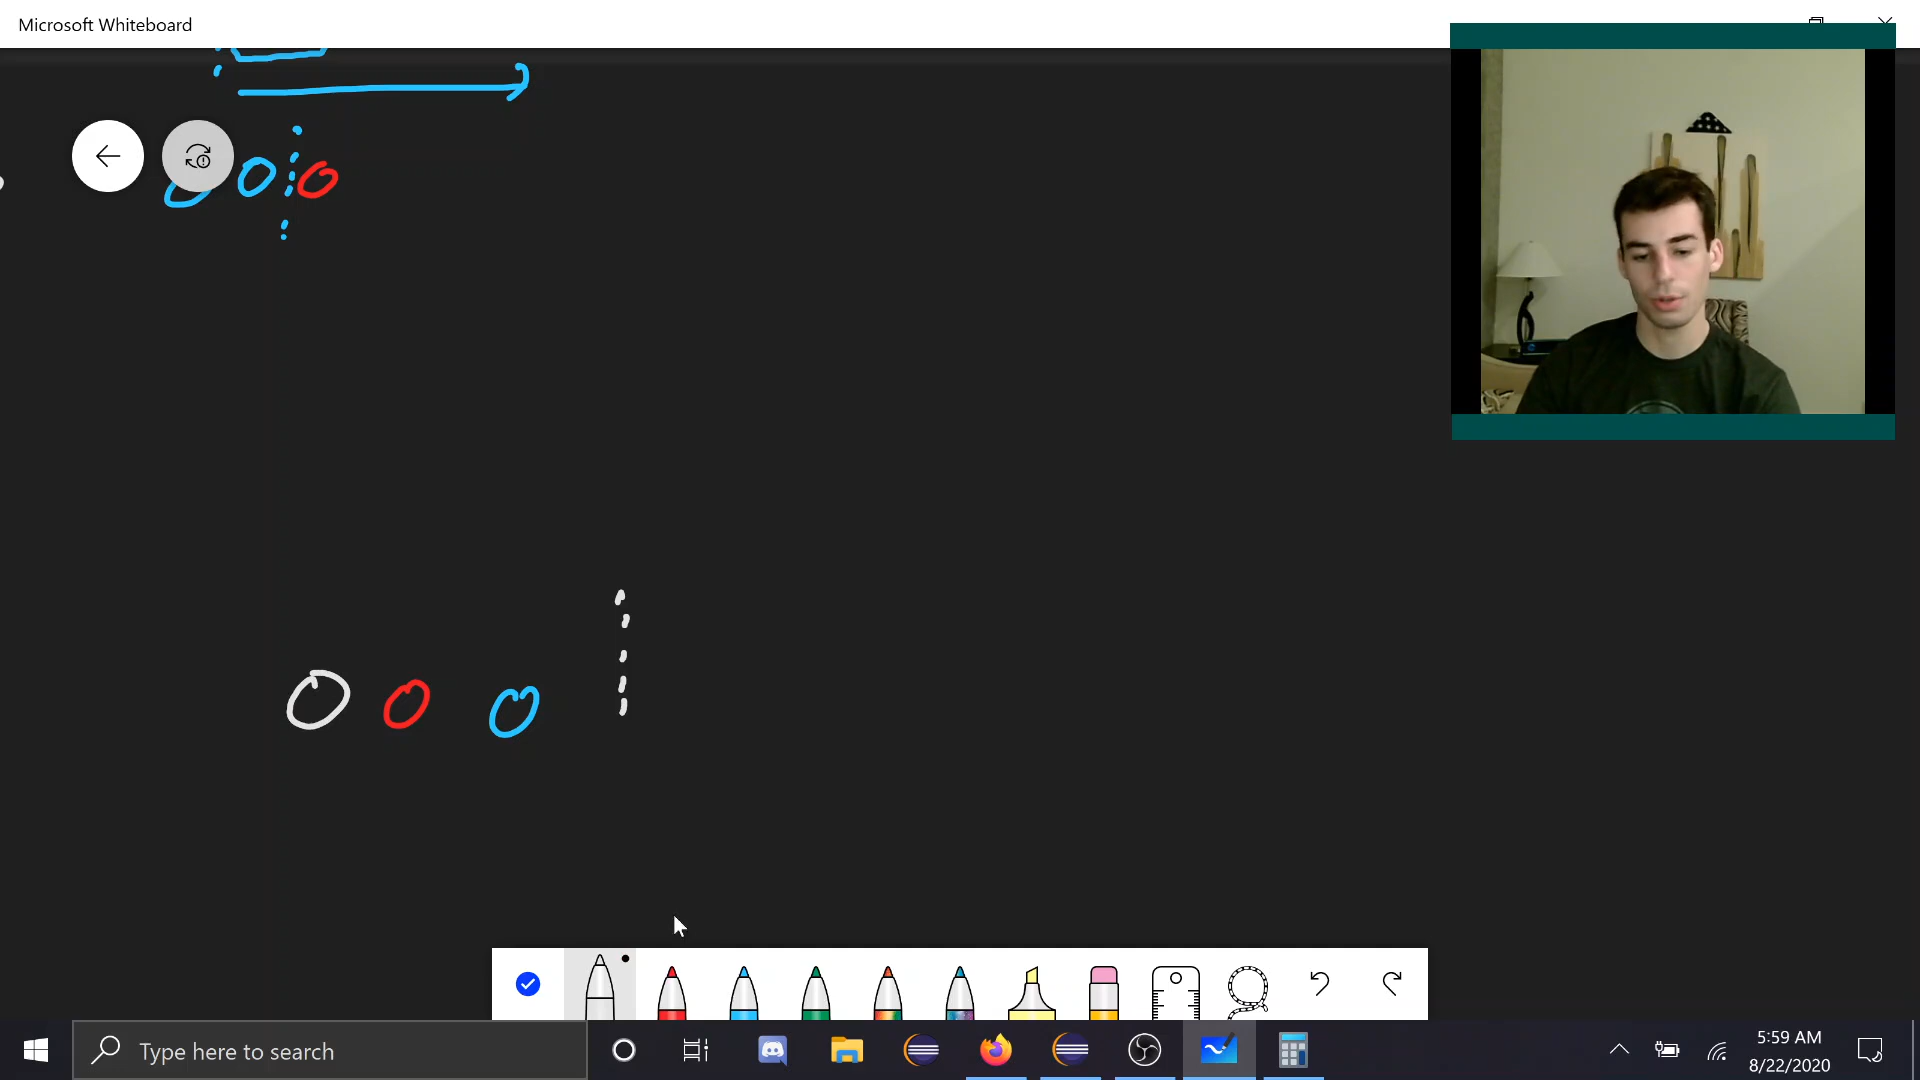 Microsoft Whiteboard
O O O
O O O
Type here to search
5:59 AM
8/22/2020